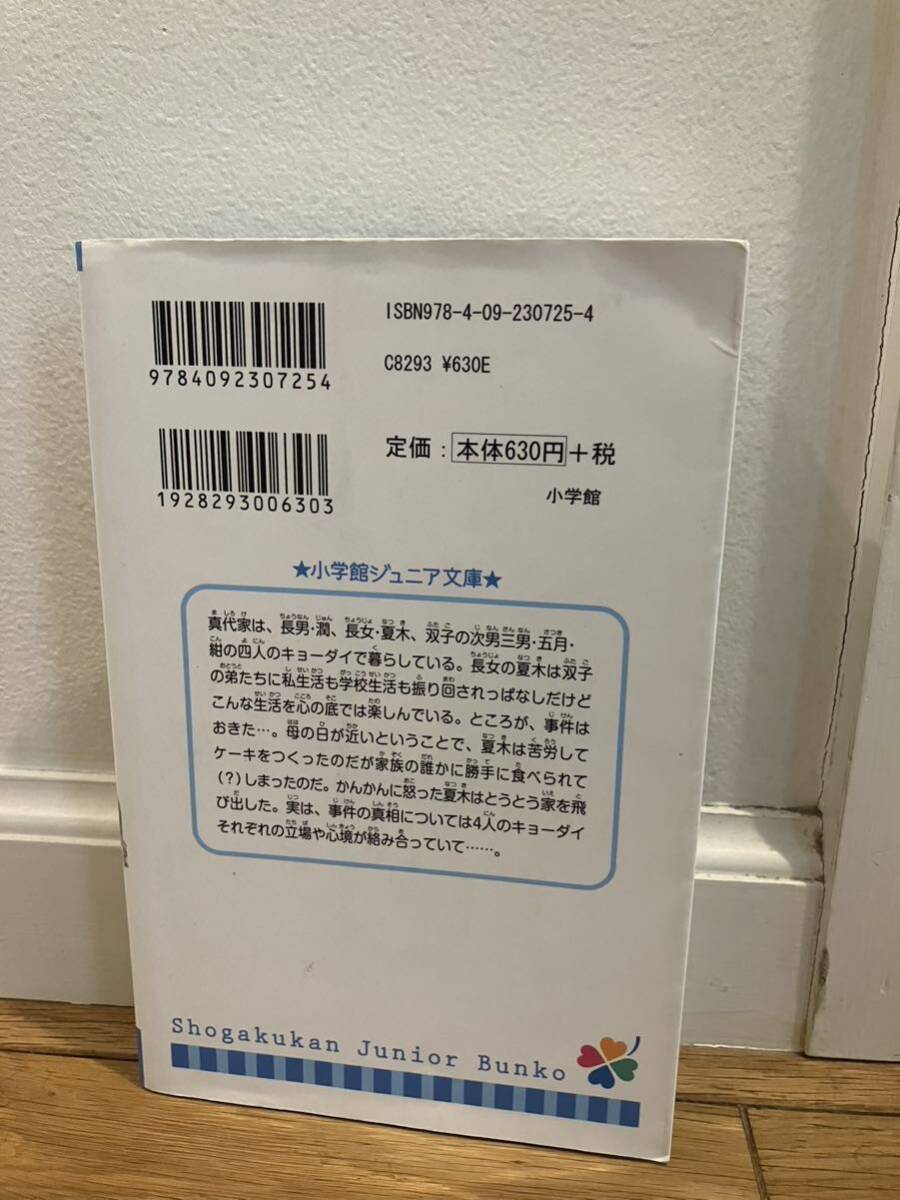 ISBN978-4-09-230725-4
9784092307254
C8293 ¥630E
定価：本体630円＋税
1928293006303
小学館
★小学館ジュニア文庫★
真代家は、長男・潤、長女・夏木、双子の次男三男・五月・
紺の四人のキョーダイで暮らしている。長女の夏木は双子
の弟たちに私生活も学校生活も振り回されっぱなしだけど
こんな生活を心の底では楽しんでいる。ところが、事件は
おきた…。母の日が近いということで、夏木は苦労して
ケーキをつくったのだが家族の誰かに勝手に食べられて
（？）しまったのだ。かんかんに怒った夏木はとうとう家を飛
び出した。実は、事件の真相については4人のキョーダイ
それぞれの立場や心境が絡み合っていて……。
Shogakukan Junior Bunko